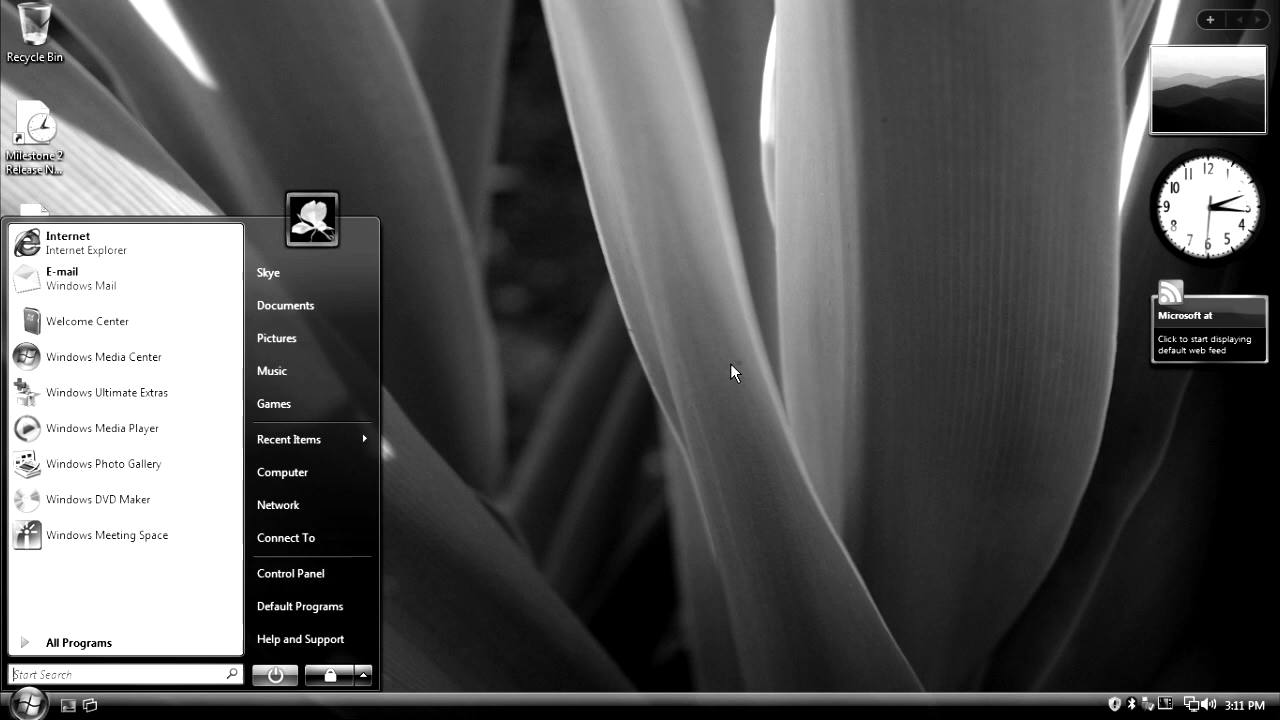 Recycle Bin
Milestone 2
Release N...
Internet
Internet Explorer
E-mail
Windows Mail
Welcome Center
Windows Media Center
Windows Ultimate Extras
Windows Media Player
Windows Photo Gallery
Windows DVD Maker
Windows Meeting Space
All Programs
Start Search
Skye
Documents
Pictures
Music
Games
Recent Items
Computer
Network
Connect To
Control Panel
Default Programs
Help and Support
12
11
10
9
8
7
6
5
4
3
2
1
Microsoft at
Click to start displaying
default web feed
3:11 PM